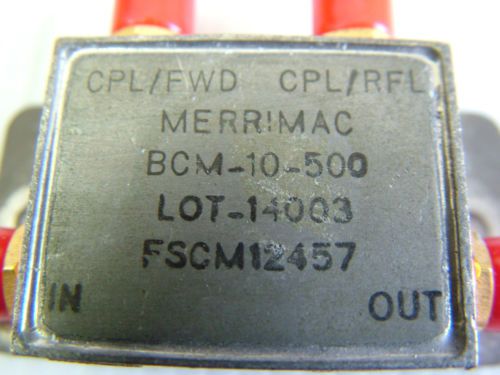 CPL/FWD CPL/RFL
MERRIMAC
BCM-10-500
LOT-14003
FSCM12457
IN OUT